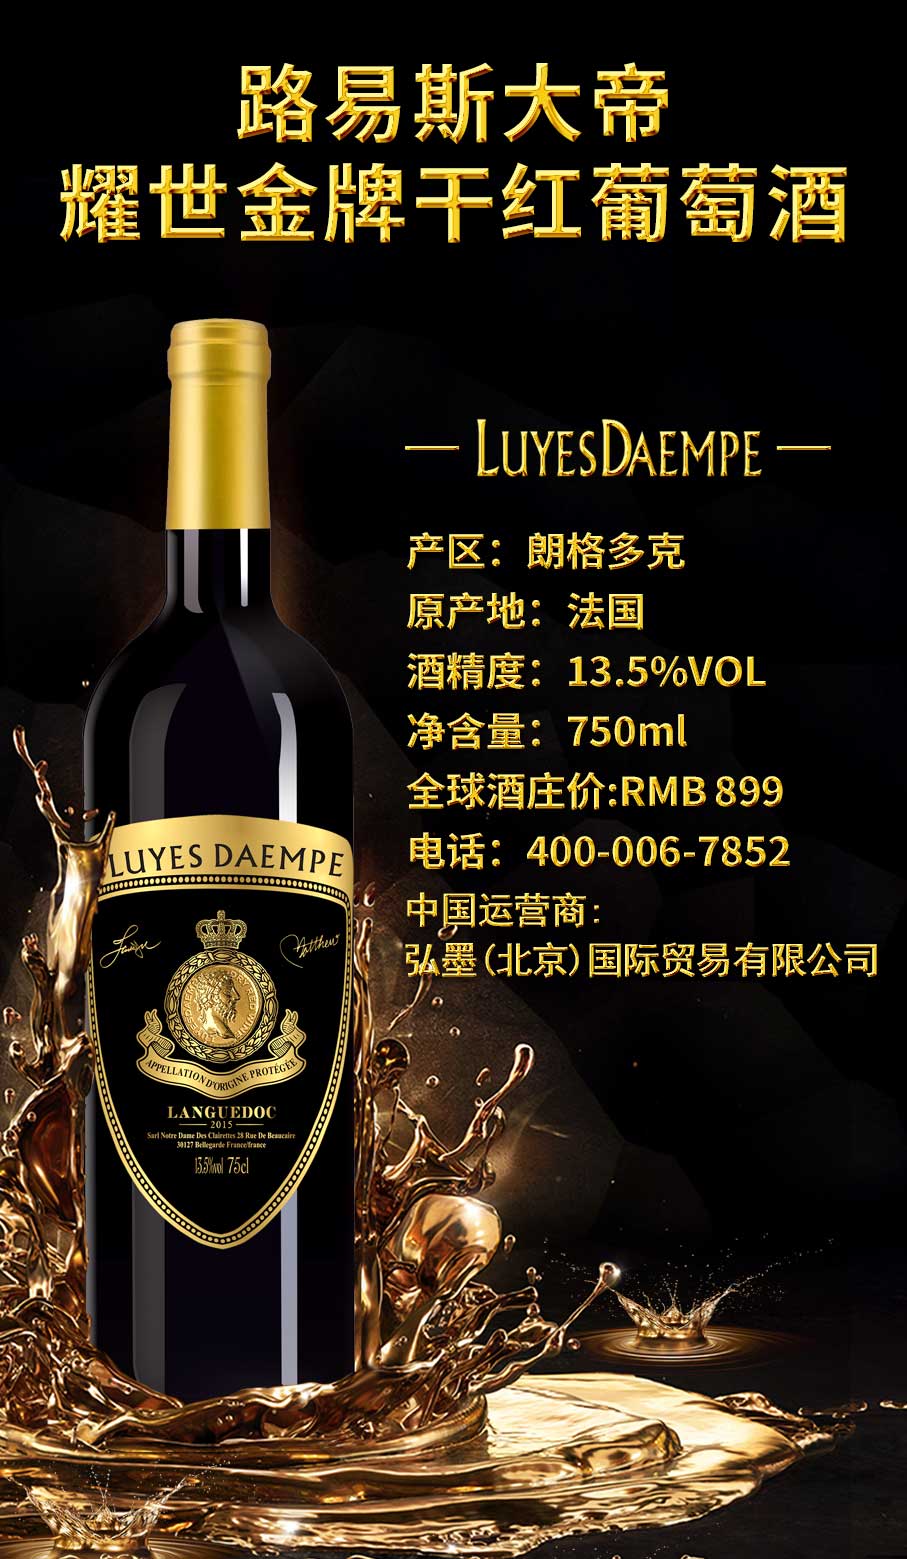 路易斯大帝
耀世金牌干红葡萄酒
LUYESDAEMPE
产区：朗格多克
原产地：法国
酒精度：13.5%VOL
净含量：750ml
全球酒庄价:RMB 899
电话：400-006-7852
中国运营商：
弘墨(北京)国际贸易有限公司
LUYES DAEMPE
Matthew
APPELLATION D'ORIGINE PROTÉGÉE
LANGUEDOC
2015
Sarl Notre Dame Des Clairettes 28 Rue De Beaucaire
30127 Bellegarde France/france
13.5%vol 75cl